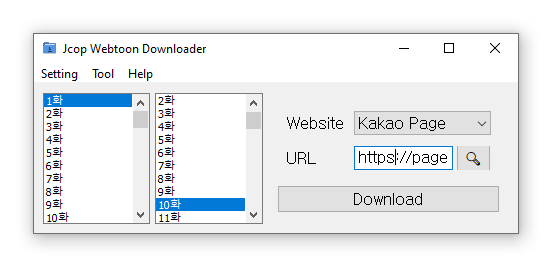 Jcop Webtoon Downloader
Setting Tool Help
1화
2화
3화
4화
5화
6화
7화
8화
9화
10화
2화
3화
4화
5화
6화
7화
8화
9화
10화
11화
Website Kakao Page
URL https://page
Download